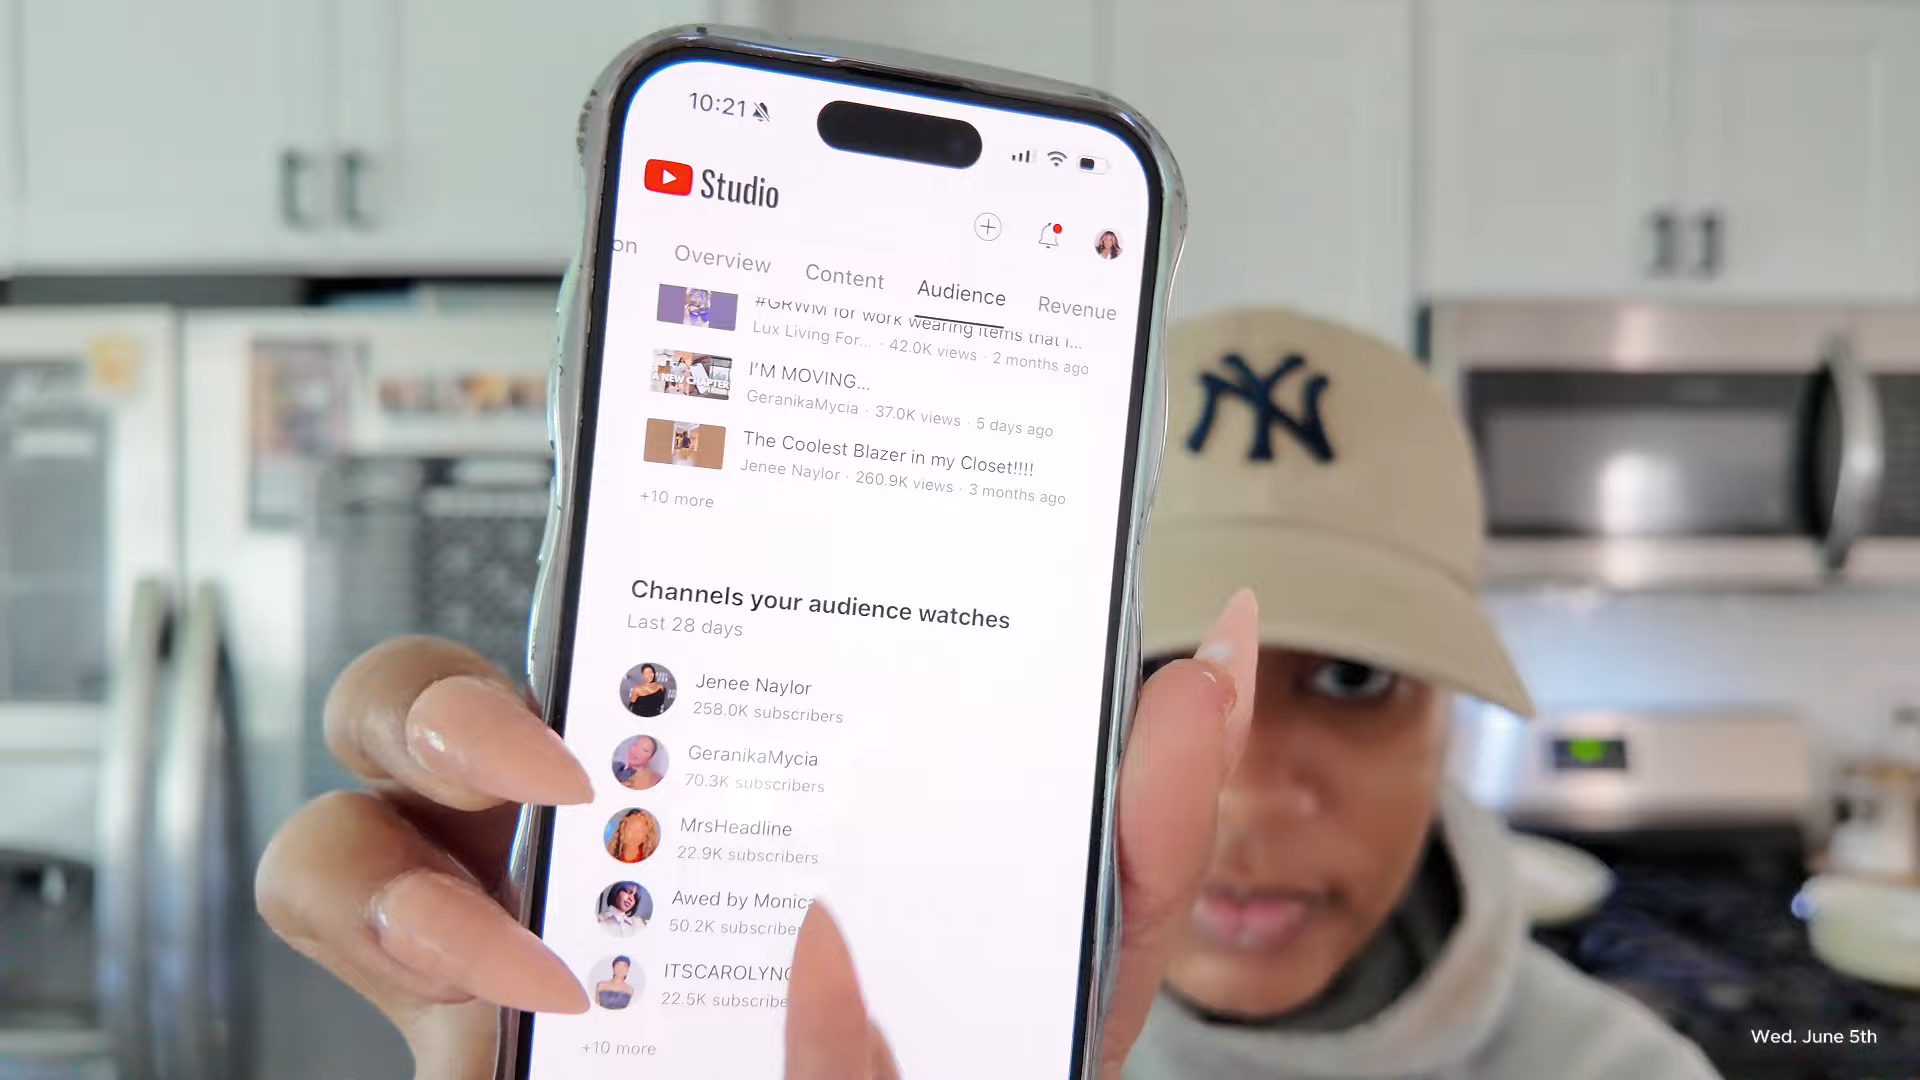 10:21
Studio
on Overview Content Audience Revenue
#GRWM for work wearing items that i...
Lux Living For... · 42.0K views · 2 months ago
A NEW CHAPTER
I'M MOVING...
GeranikaMycia · 37.0K views · 5 days ago
The Coolest Blazer in my Closet!!!!
Jenee Naylor · 260.9K views · 3 months ago
+10 more
Channels your audience watches
Last 28 days
Jenee Naylor
258.0K subscribers
GeranikaMycia
70.3K subscribers
MrsHeadline
22.9K subscribers
Awed by Monica
50.2K subscribe
ITSCAROLYN
22.5K subscribe
+10 more
NY
Wed. June 5th